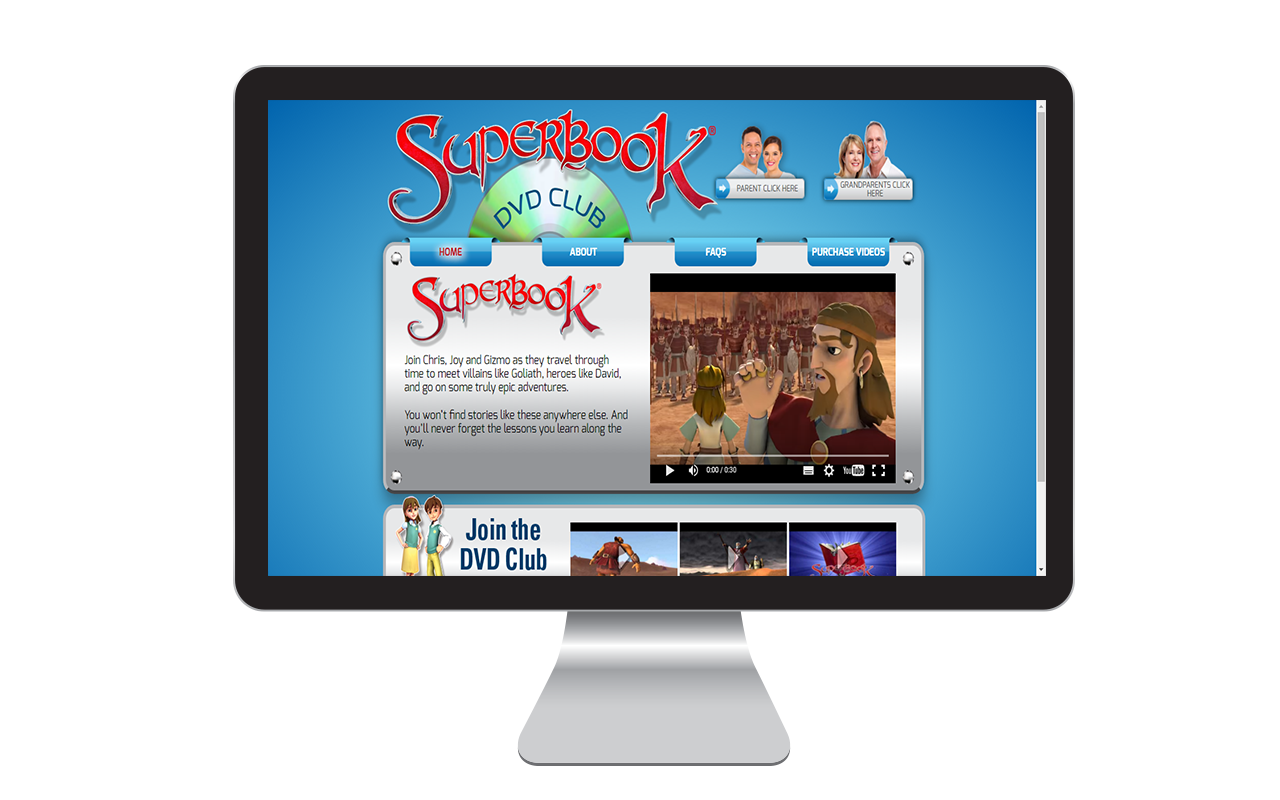 SUPERBOOK®
DVD CLUB
PARENT CLICK HERE
GRANDPARENTS CLICK
HERE
HOME
ABOUT
FAQS
PURCHASE VIDEOS
SUPERBOOK®
Join Chris, Joy and Gizmo as they travel through
time to meet villains like Goliath, heroes like David,
and go on some truly epic adventures.
You won't find stories like these anywhere else. And
you'll never forget the lessons you learn along the
way.
0:00 / 0:30
YouTube
Join the
DVD Club
SUPERBOOK